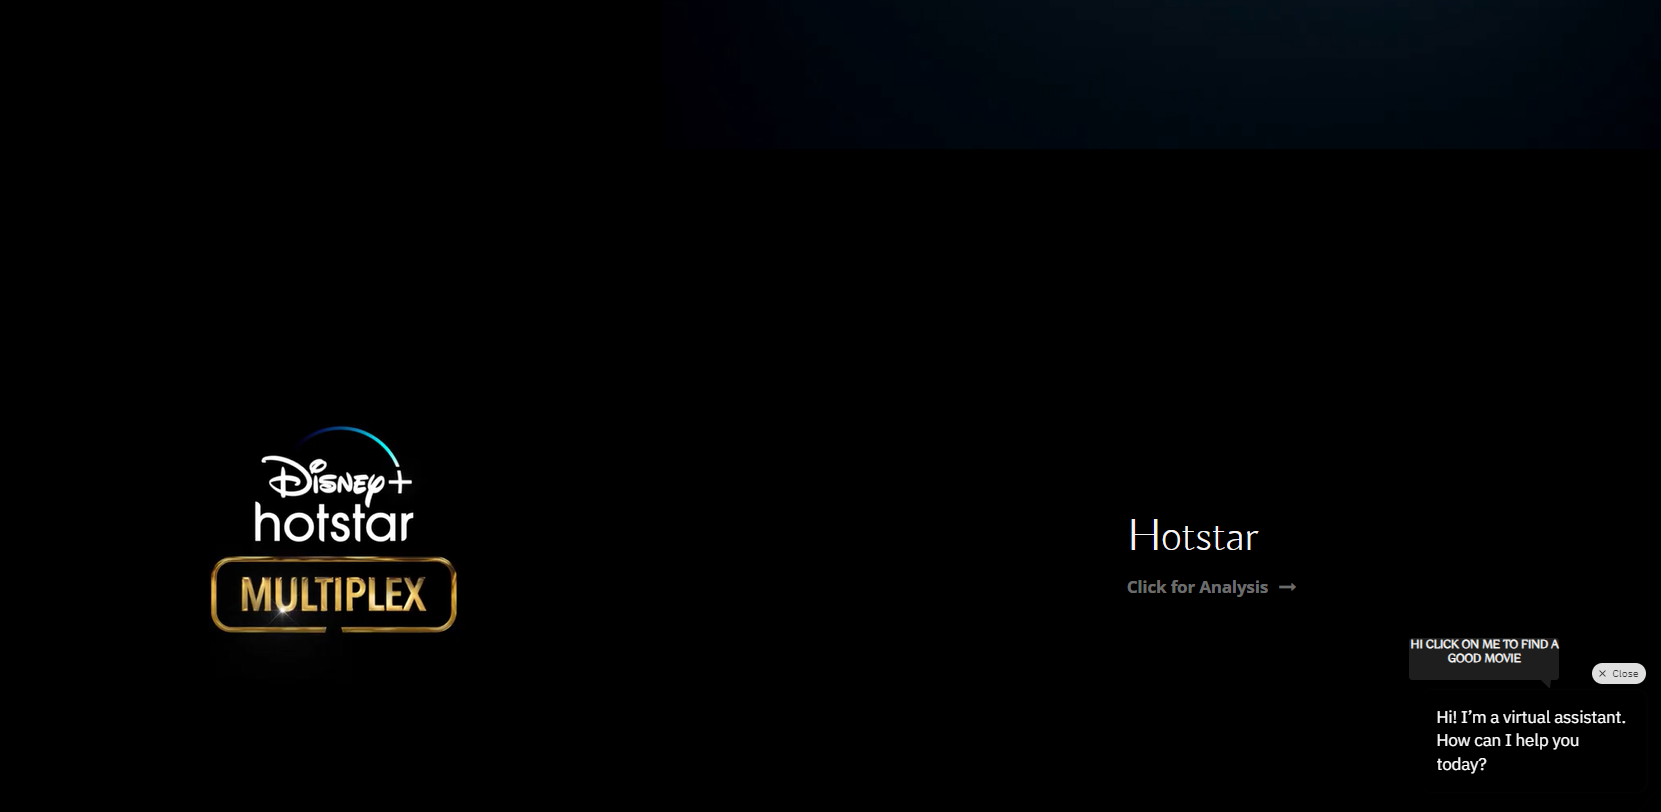 Disney+
hotstar
MULTIPLEX
Hotstar
Click for Analysis →
HI CLICK ON ME TO FIND A
GOOD MOVIE
× Close
Hi! I’m a virtual assistant.
How can I help you
today?